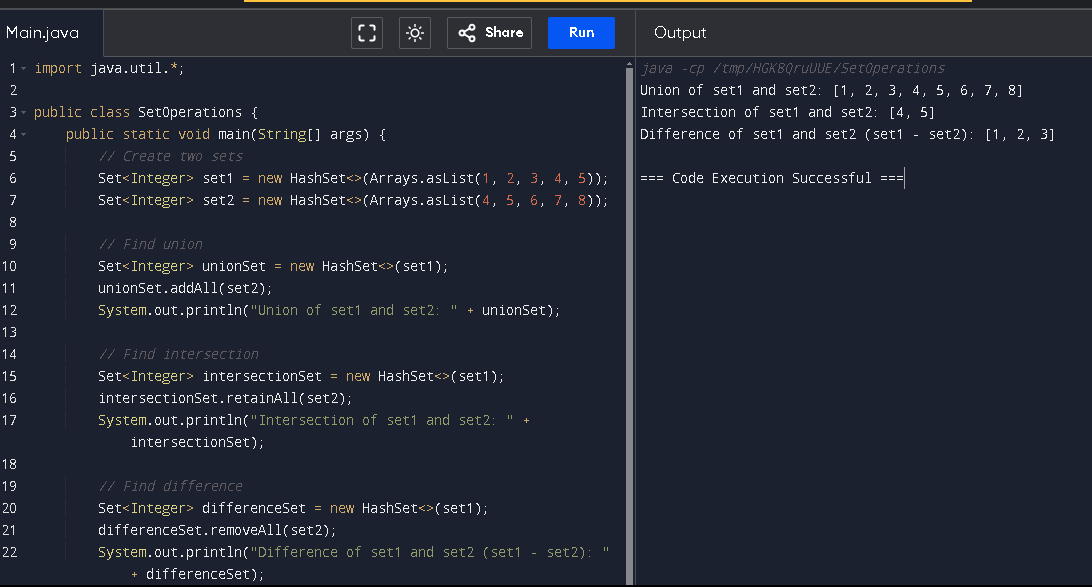 Main.java
Share
Run
Output
1 import java.util.*;
2
3 public class SetOperations {
4     public static void main(String[] args) {
5         // Create two sets
6         Set<Integer> set1 = new HashSet<>(Arrays.asList(1, 2, 3, 4, 5));
7         Set<Integer> set2 = new HashSet<>(Arrays.asList(4, 5, 6, 7, 8));
8
9         // Find union
10         Set<Integer> unionSet = new HashSet<>(set1);
11         unionSet.addAll(set2);
12         System.out.println("Union of set1 and set2: " + unionSet);
13
14         // Find intersection
15         Set<Integer> intersectionSet = new HashSet<>(set1);
16         intersectionSet.retainAll(set2);
17         System.out.println("Intersection of set1 and set2: " +
            intersectionSet);
18
19         // Find difference
20         Set<Integer> differenceSet = new HashSet<>(set1);
21         differenceSet.removeAll(set2);
22         System.out.println("Difference of set1 and set2 (set1 - set2): "
            + differenceSet);
java -cp /tmp/HGK8QruUUE/SetOperations
Union of set1 and set2: [1, 2, 3, 4, 5, 6, 7, 8]
Intersection of set1 and set2: [4, 5]
Difference of set1 and set2 (set1 - set2): [1, 2, 3]
=== Code Execution Successful ===